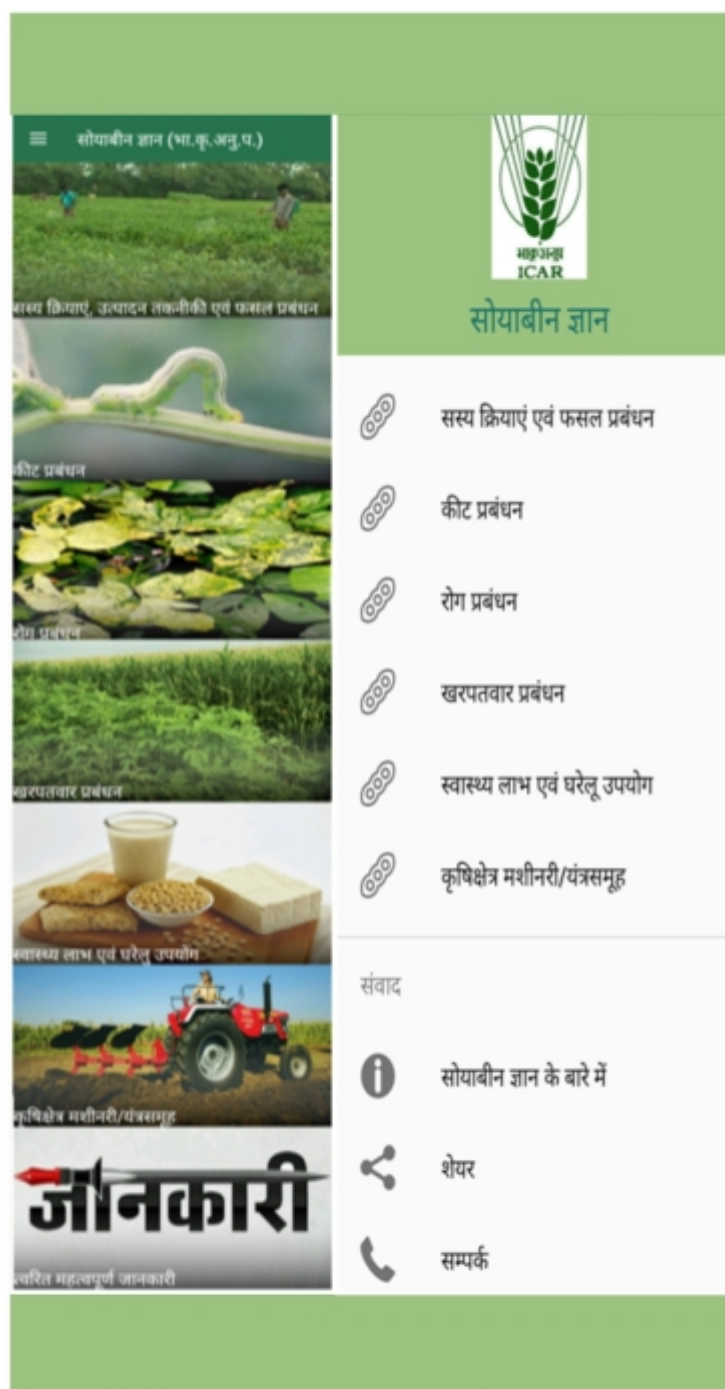 सोयाबीन ज्ञान (भा.कृ.अनु.प.)
सस्य क्रियाएं, उत्पादन तकनीकी एवं फसल प्रबंधन
कीट प्रबंधन
रोग प्रबंधन
खरपतवार प्रबंधन
स्वास्थ्य लाभ एवं घरेलु उपयोग
कृषिक्षेत्र मशीनरी/यंत्रसमूह
जानकारी
त्वरित महत्वपूर्ण जानकारी
भाकृअनुप
ICAR
सोयाबीन ज्ञान
सस्य क्रियाएं एवं फसल प्रबंधन
कीट प्रबंधन
रोग प्रबंधन
खरपतवार प्रबंधन
स्वास्थ्य लाभ एवं घरेलू उपयोग
कृषिक्षेत्र मशीनरी/यंत्रसमूह
संवाद
सोयाबीन ज्ञान के बारे में
शेयर
सम्पर्क